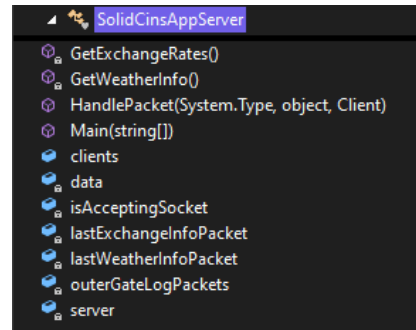 SolidCinsAppServer
GetExchangeRates()
GetWeatherInfo()
HandlePacket(System.Type, object, Client)
Main(string[])
clients
data
isAcceptingSocket
lastExchangeInfoPacket
lastWeatherInfoPacket
outerGateLogPackets
server